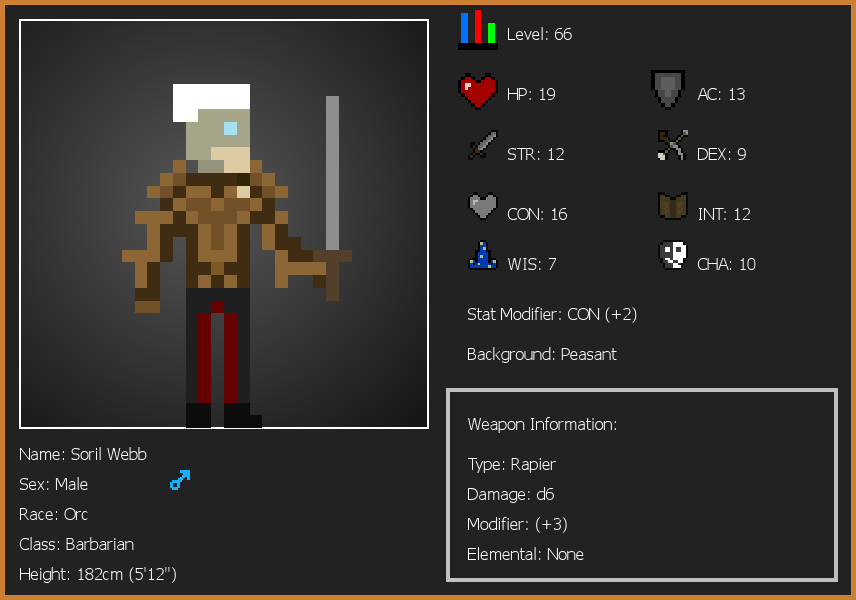 Level: 66
HP: 19
AC: 13
STR: 12
DEX: 9
CON: 16
INT: 12
WIS: 7
CHA: 10
Stat Modifier: CON (+2)
Background: Peasant
Weapon Information:
Type: Rapier
Damage: d6
Modifier: (+3)
Elemental: None
Name: Soril Webb
Sex: Male
Race: Orc
Class: Barbarian
Height: 182cm (5'12")